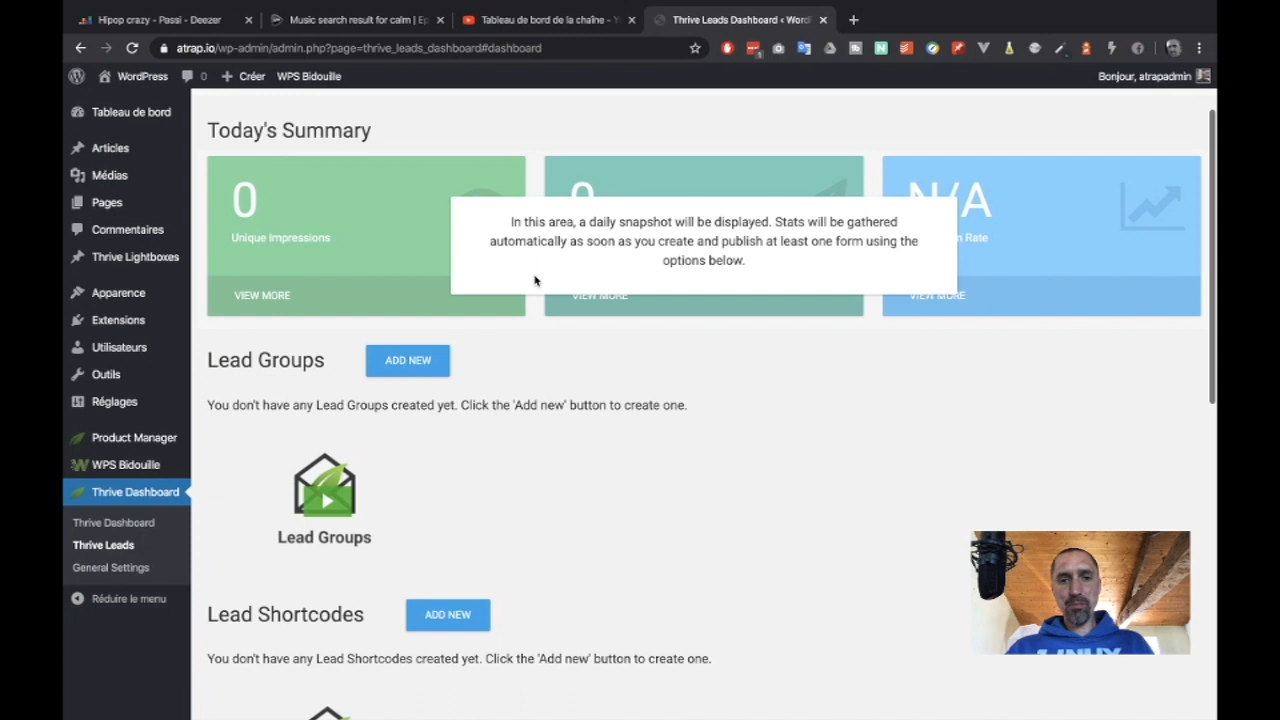 Hipop crazy - Passi - Deezer
Music search result for calm | Ep
Tableau de bord de la chaîne - Yo
Thrive Leads Dashboard ‹ Word
atrap.io/wp-admin/admin.php?page=thrive_leads_dashboard#dashboard
WordPress
0
Créer
WPS Bidouille
Bonjour, atrapadmin
Tableau de bord
Articles
Médias
Pages
Commentaires
Thrive Lightboxes
Apparence
Extensions
Utilisateurs
Outils
Réglages
Product Manager
WPS Bidouille
Thrive Dashboard
Thrive Dashboard
Thrive Leads
General Settings
Réduire le menu
Today's Summary
0
Unique Impressions
VIEW MORE
0
VIEW MORE
N/A
n Rate
VIEW MORE
In this area, a daily snapshot will be displayed. Stats will be gathered
automatically as soon as you create and publish at least one form using the
options below.
Lead Groups
ADD NEW
You don't have any Lead Groups created yet. Click the 'Add new' button to create one.
Lead Groups
Lead Shortcodes
ADD NEW
You don't have any Lead Shortcodes created yet. Click the 'Add new' button to create one.